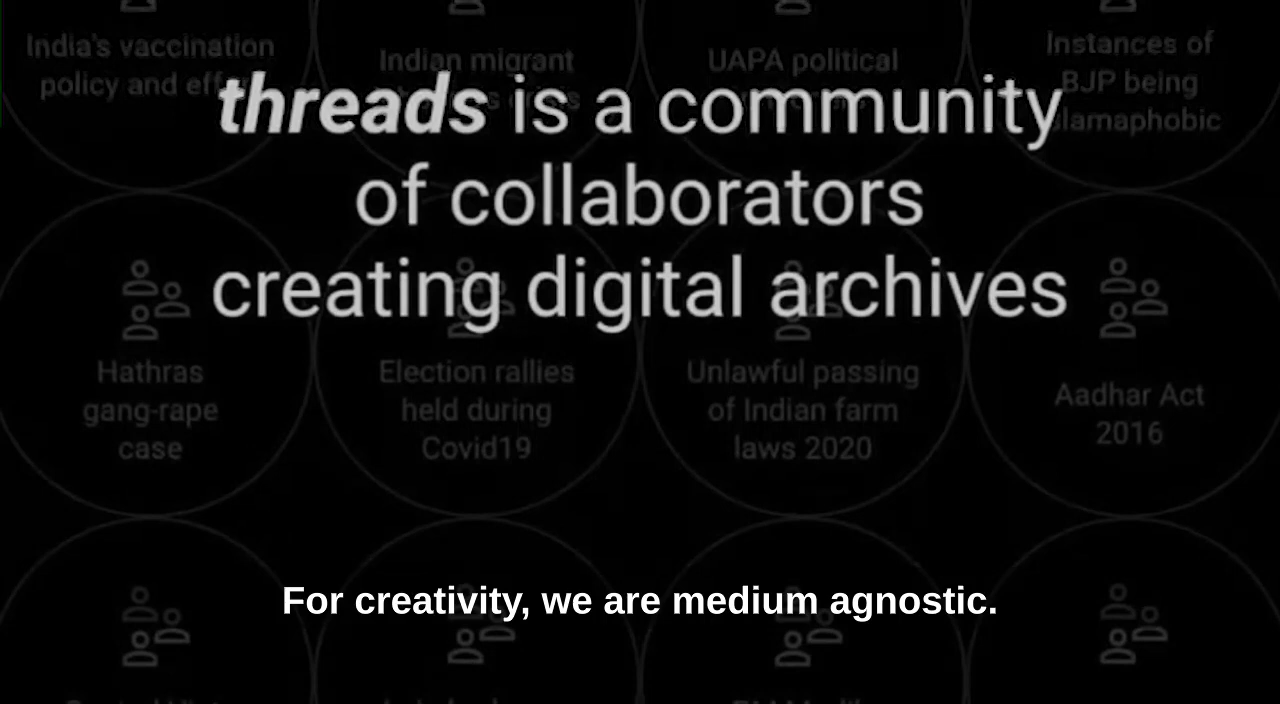 India's vaccination
policy and
Indian migrant
UAPA political
Instances of
BJP being
threads is a community
of collaborators
creating digital archives
Hathras
gang-rape
case
Election rallies
held during
Covid19
Unlawful passing
of Indian farm
laws 2020
Aadhar Act
2016
For creativity, we are medium agnostic.